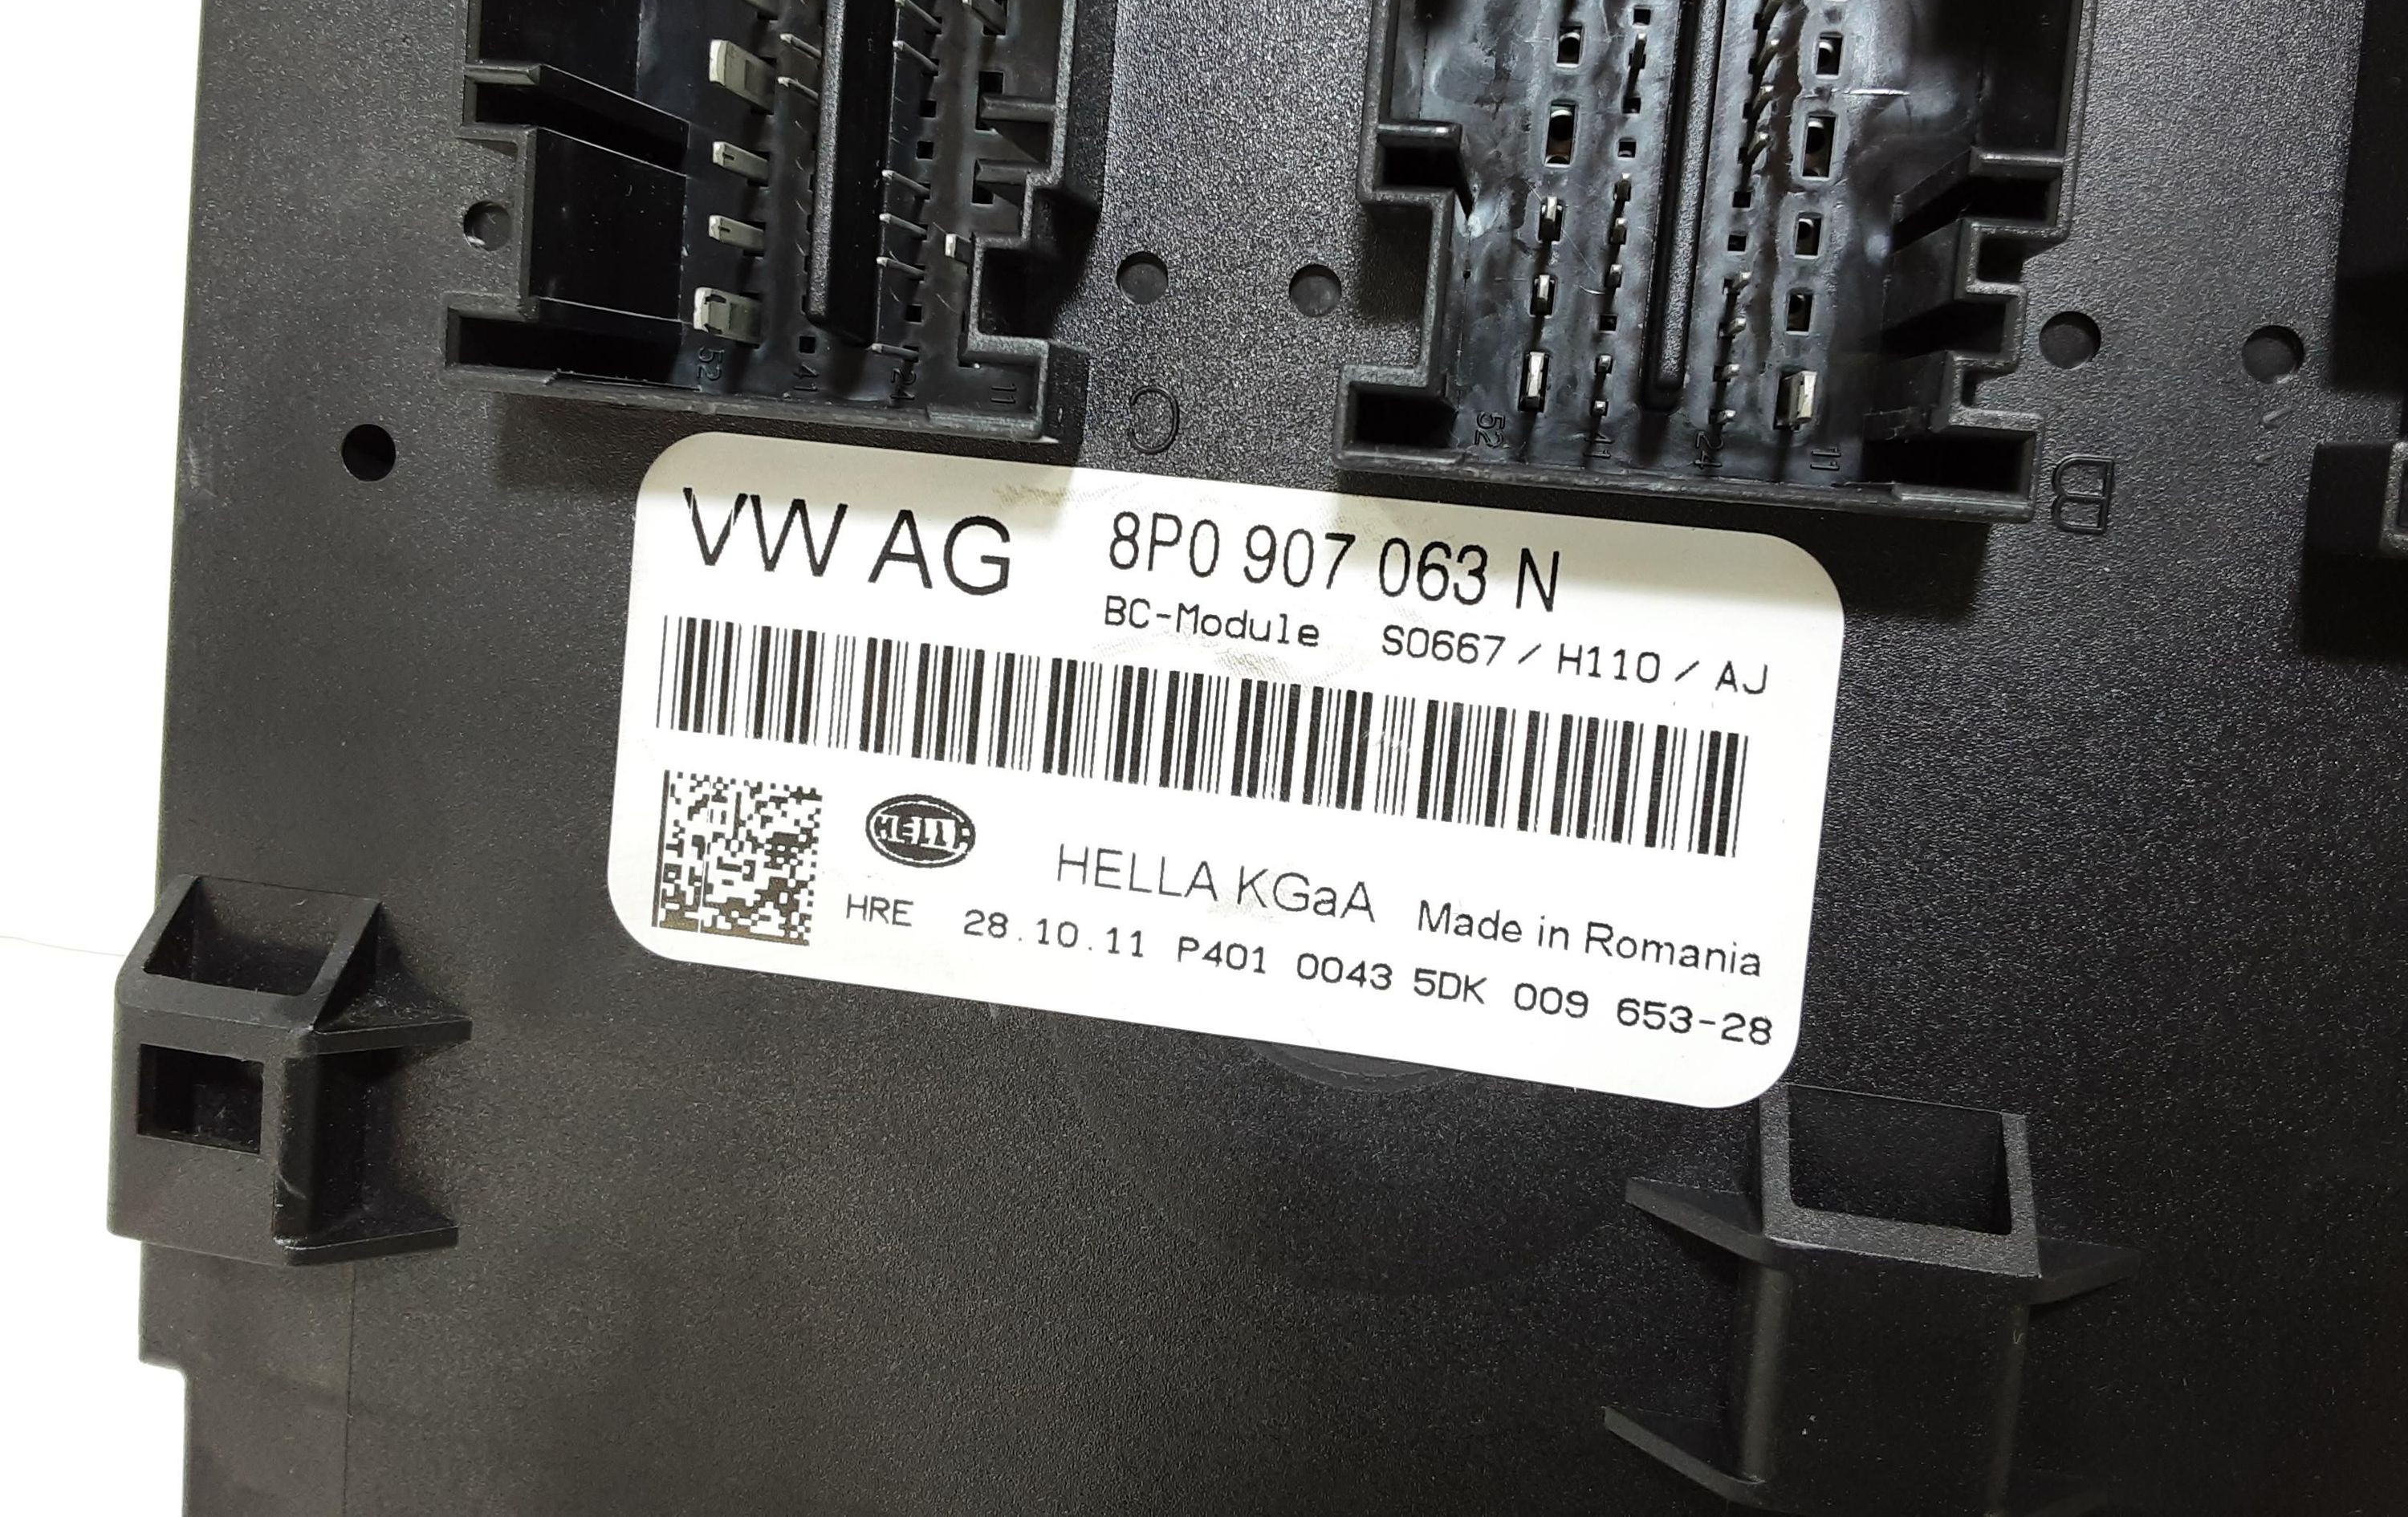 52 41 24 11
C
52 41 24 11
B
VW AG 8P0 907 063 N
BC-Module S0667 / H110 / AJ
HELLA
HELLA KGaA Made in Romania
HRE 28.10.11 P401 0043 5DK 009 653-28